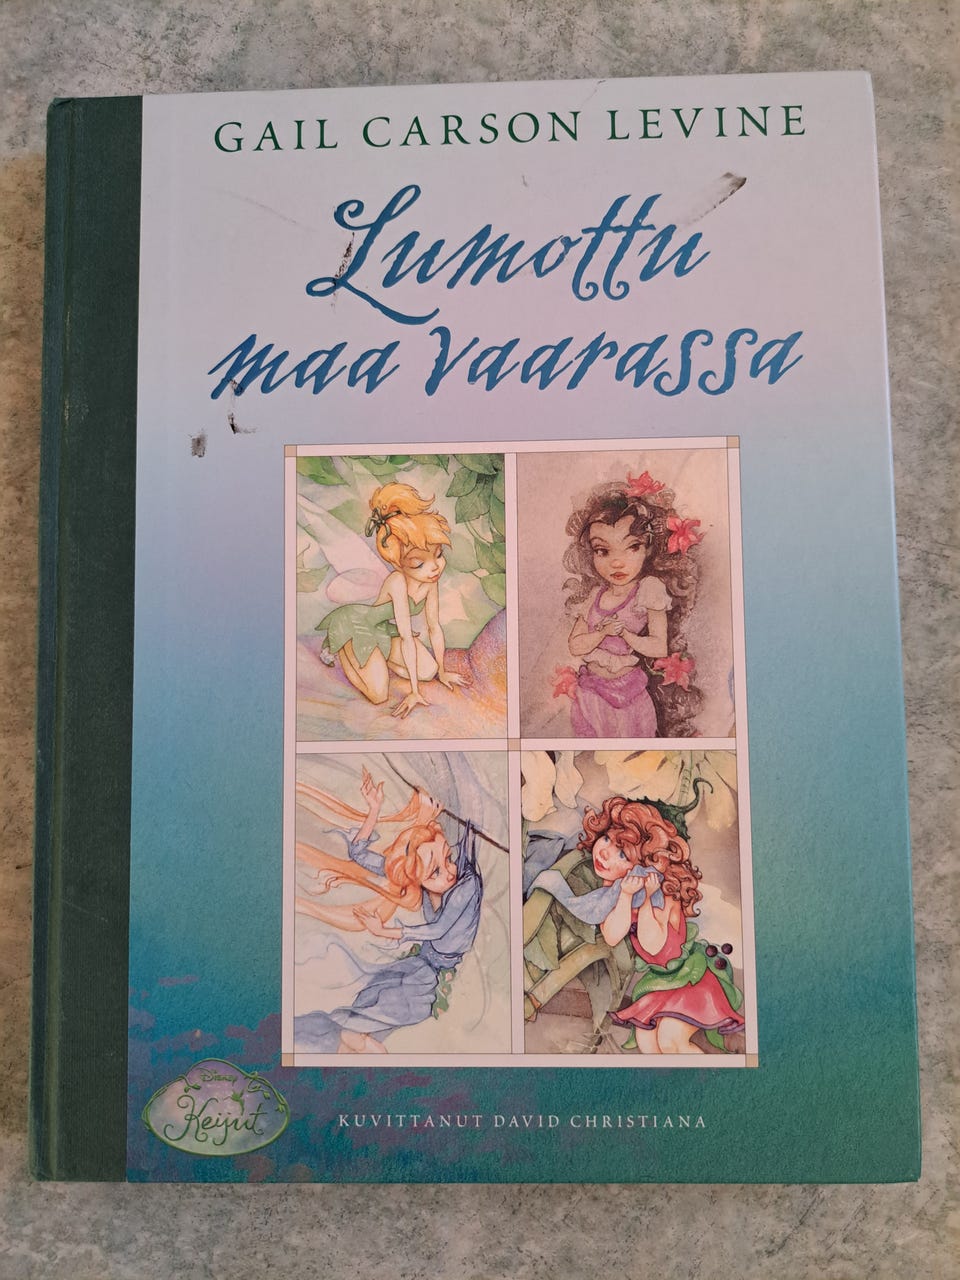 GAIL CARSON LEVINE
Lumottu
maa vaarassa
Disney
Keijut
KUVITTANUT DAVID CHRISTIANA